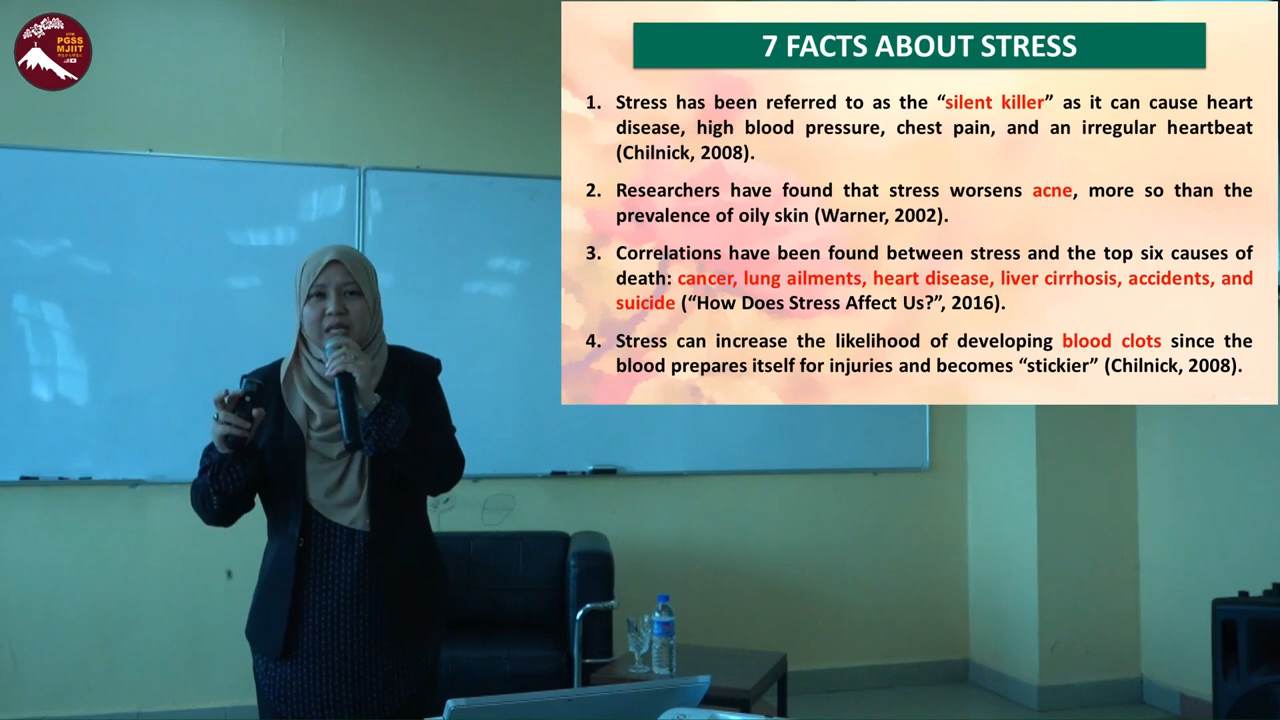 PGSS
MJIIT
7 FACTS ABOUT STRESS
1. Stress has been referred to as the “silent killer” as it can cause heart
disease, high blood pressure, chest pain, and an irregular heartbeat
(Chilnick, 2008).
2. Researchers have found that stress worsens acne, more so than the
prevalence of oily skin (Warner, 2002).
3. Correlations have been found between stress and the top six causes of
death: cancer, lung ailments, heart disease, liver cirrhosis, accidents, and
suicide (“How Does Stress Affect Us?”, 2016).
4. Stress can increase the likelihood of developing blood clots since the
blood prepares itself for injuries and becomes “stickier” (Chilnick, 2008).